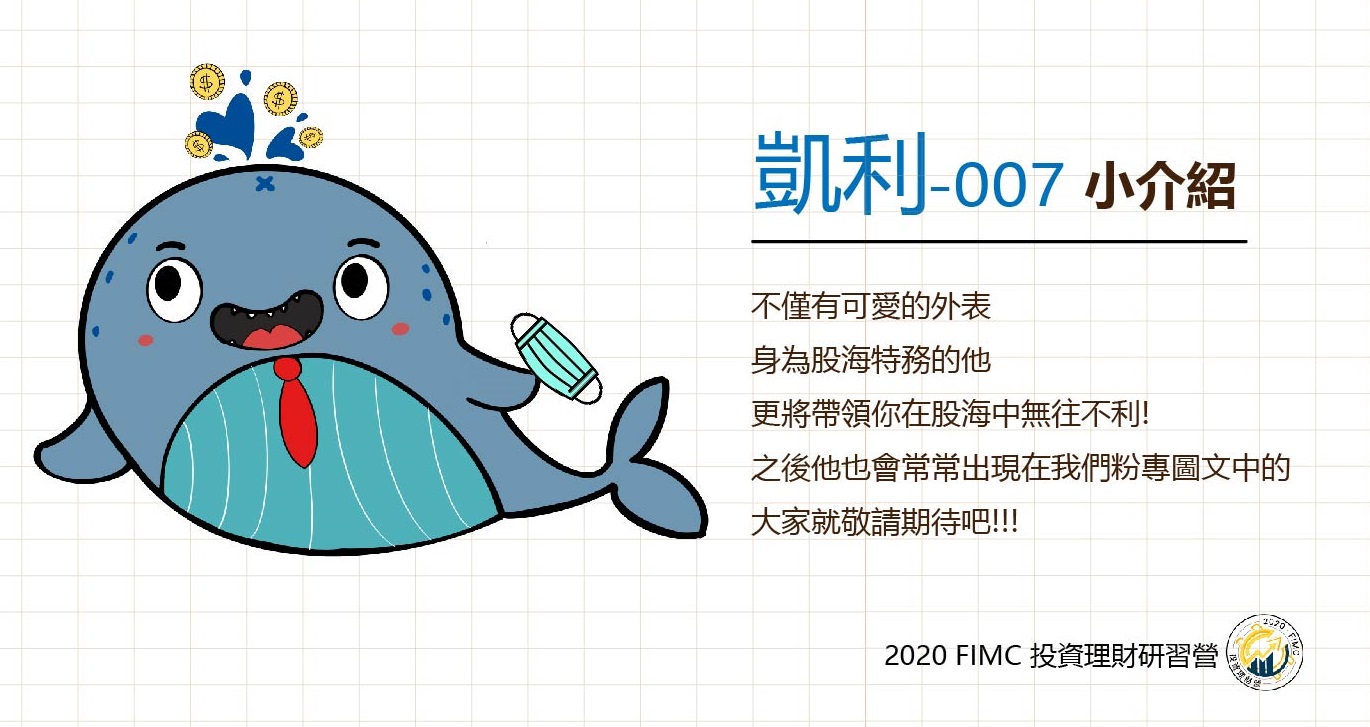 凱利-007 小介紹
不僅有可愛的外表
身為股海特務的他
更將帶領你在股海中無往不利!
之後他也會常常出現在我們粉專圖文中的
大家就敬請期待吧!!!
2020 FIMC 投資理財研習營
2020 FIMC